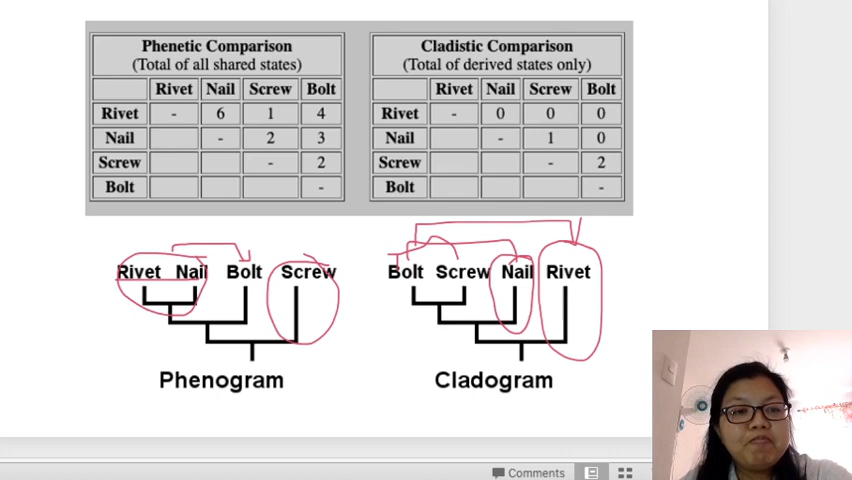 Phenetic Comparison
(Total of all shared states)
Rivet Nail Screw Bolt
Rivet - 6 1 4
Nail - 2 3
Screw - 2
Bolt -
Cladistic Comparison
(Total of derived states only)
Rivet Nail Screw Bolt
Rivet - 0 0 0
Nail - 1 0
Screw - 2
Bolt -
Rivet Nail Bolt Screw
Phenogram
Bolt Screw Nail Rivet
Cladogram
Comments